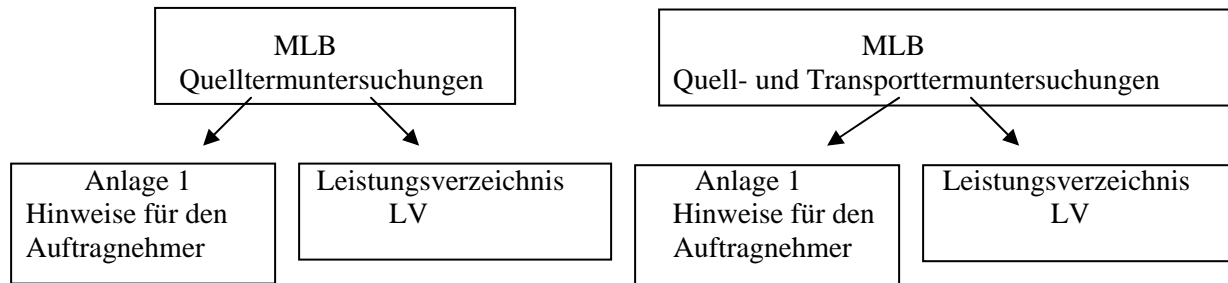 MLB
Quelltermuntersuchungen
MLB
Quell- und Transporttermuntersuchungen
Anlage 1
Hinweise für den
Auftragnehmer
Leistungsverzeichnis
LV
Anlage 1
Hinweise für den
Auftragnehmer
Leistungsverzeichnis
LV